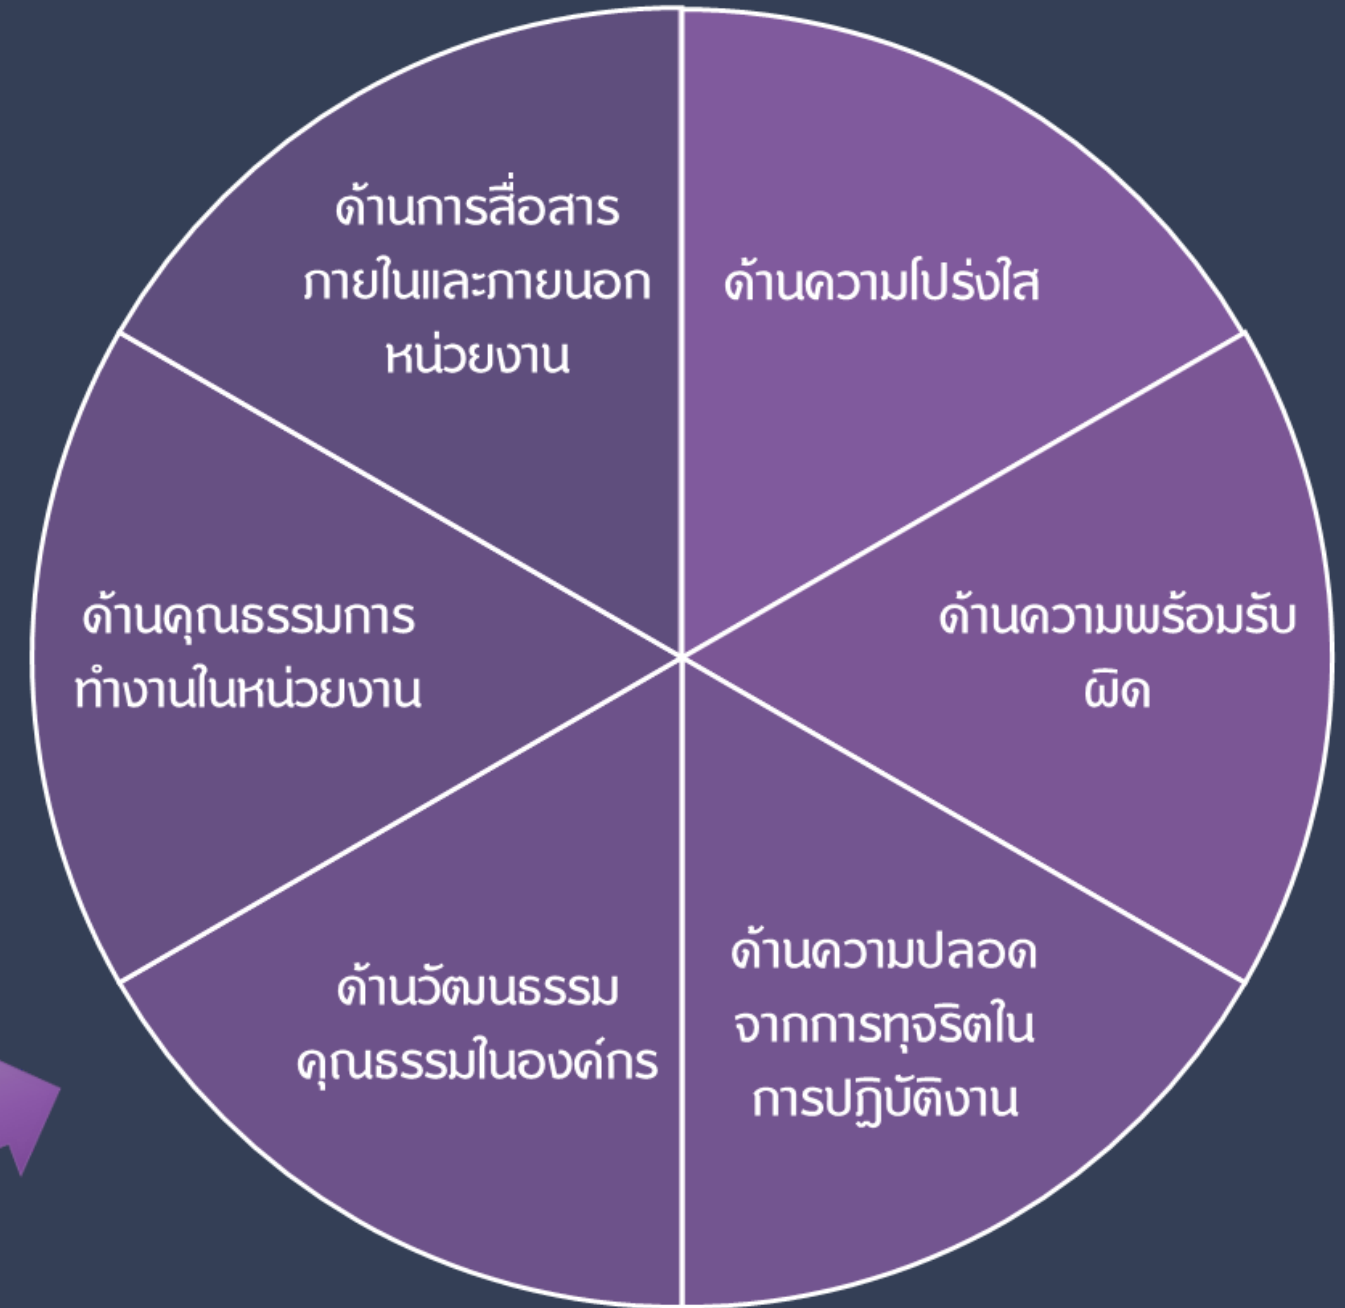 ด้านความโปร่งใส
ด้านความพร้อมรับ
ผิด
ด้านความปลอด
จากการทุจริตใน
การปฏิบัติงาน
ด้านวัฒนธรรม
คุณธรรมในองค์กร
ด้านคุณธรรมการ
ทำงานในหน่วยงาน
ด้านการสื่อสาร
ภายในและภายนอก
หน่วยงาน